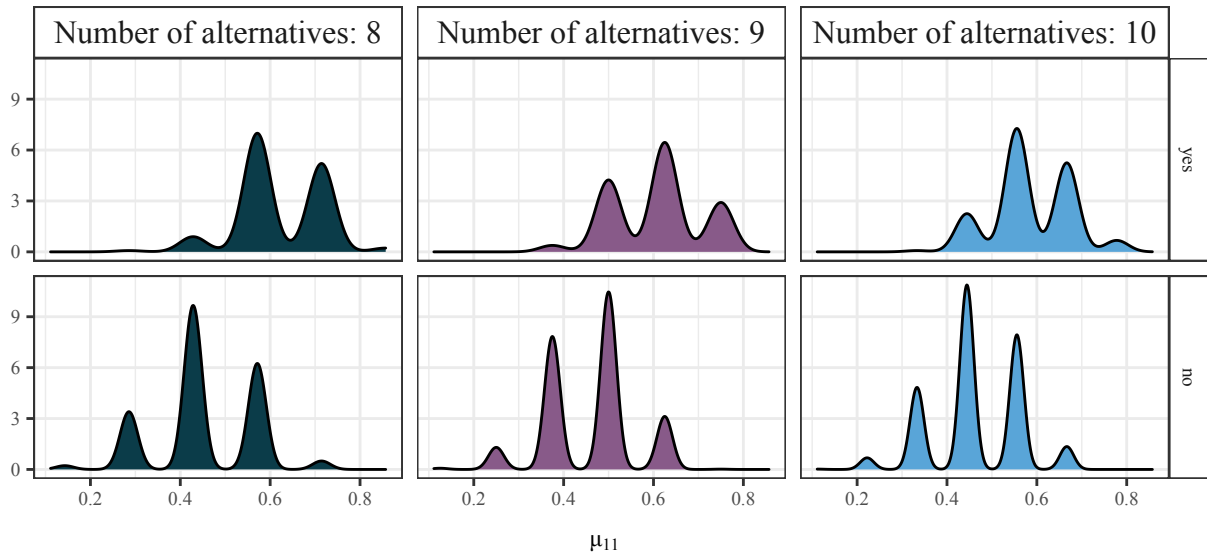 Number of alternatives: 8
Number of alternatives: 9
Number of alternatives: 10
9
6
3
0
yes
9
6
3
0
no
0.2 0.4 0.6 0.8
0.2 0.4 0.6 0.8
0.2 0.4 0.6 0.8
μ₁₁